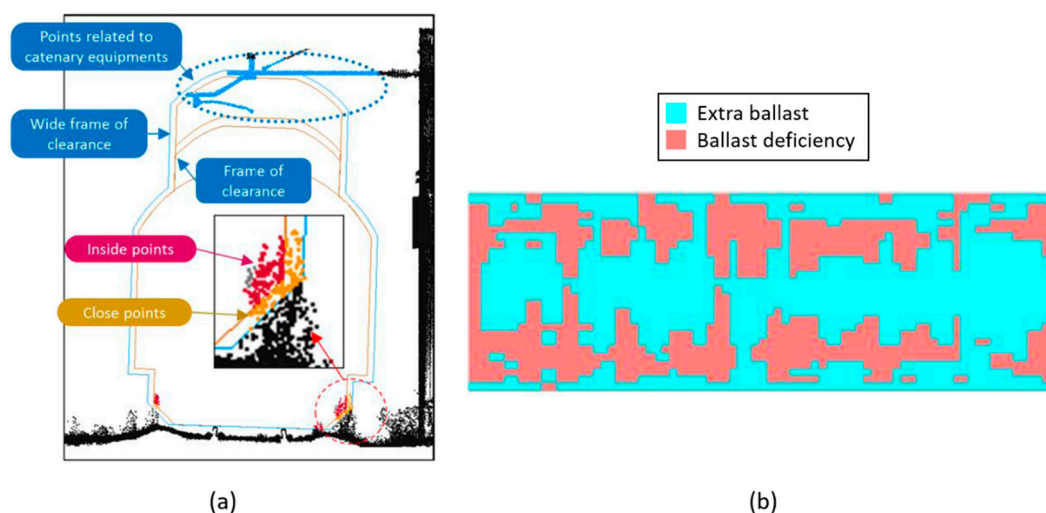 Points related to
catenary equipments
Wide frame of
clearance
Frame of
clearance
Inside points
Close points
Extra ballast
Ballast deficiency
(a)
(b)